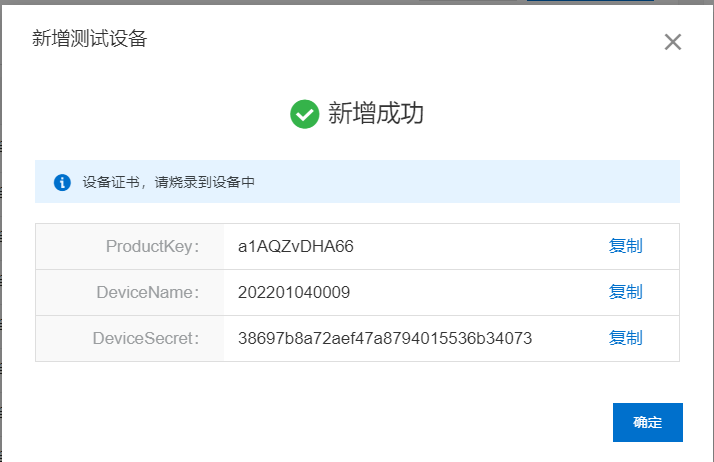 新增测试设备
新增成功
设备证书，请烧录到设备中
ProductKey： a1AQZvDHA66 复制
DeviceName： 202201040009 复制
DeviceSecret： 38697b8a72aef47a8794015536b34073 复制
确定